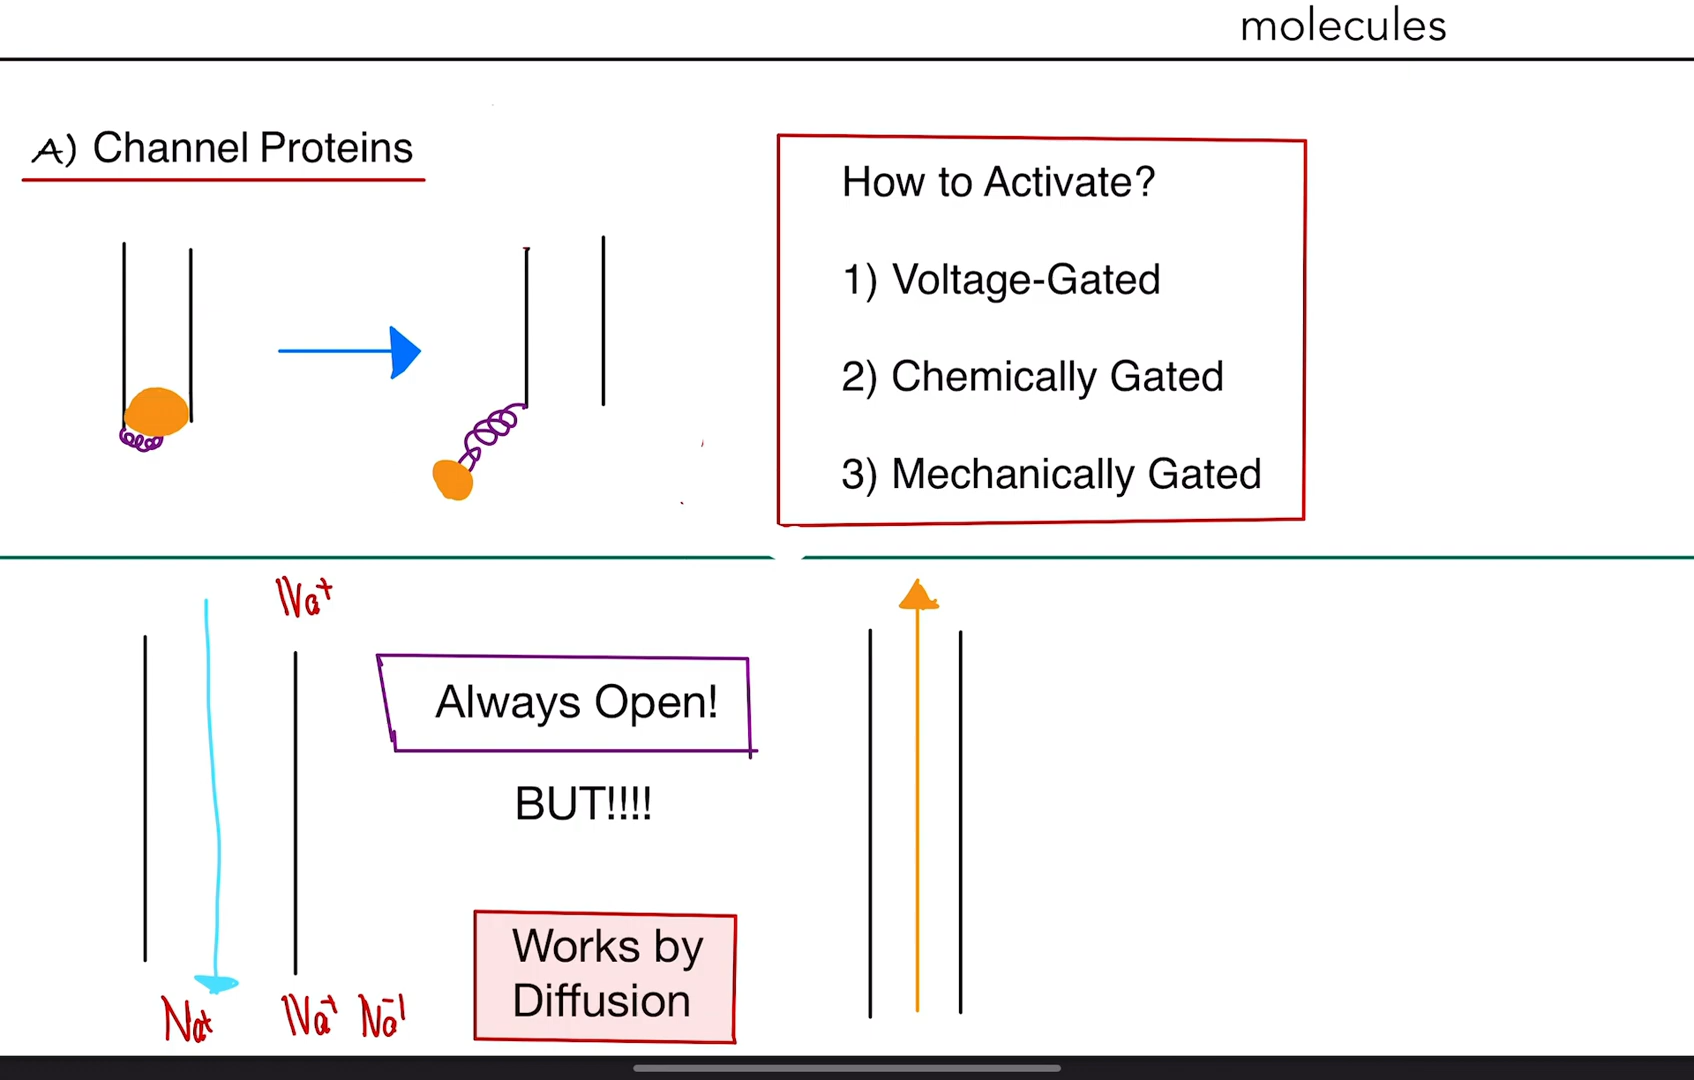 molecules
A) Channel Proteins
How to Activate?
1) Voltage-Gated
2) Chemically Gated
3) Mechanically Gated
Na+
Always Open!
BUT!!!!
Works by
Diffusion
Na+ Na+ Na+